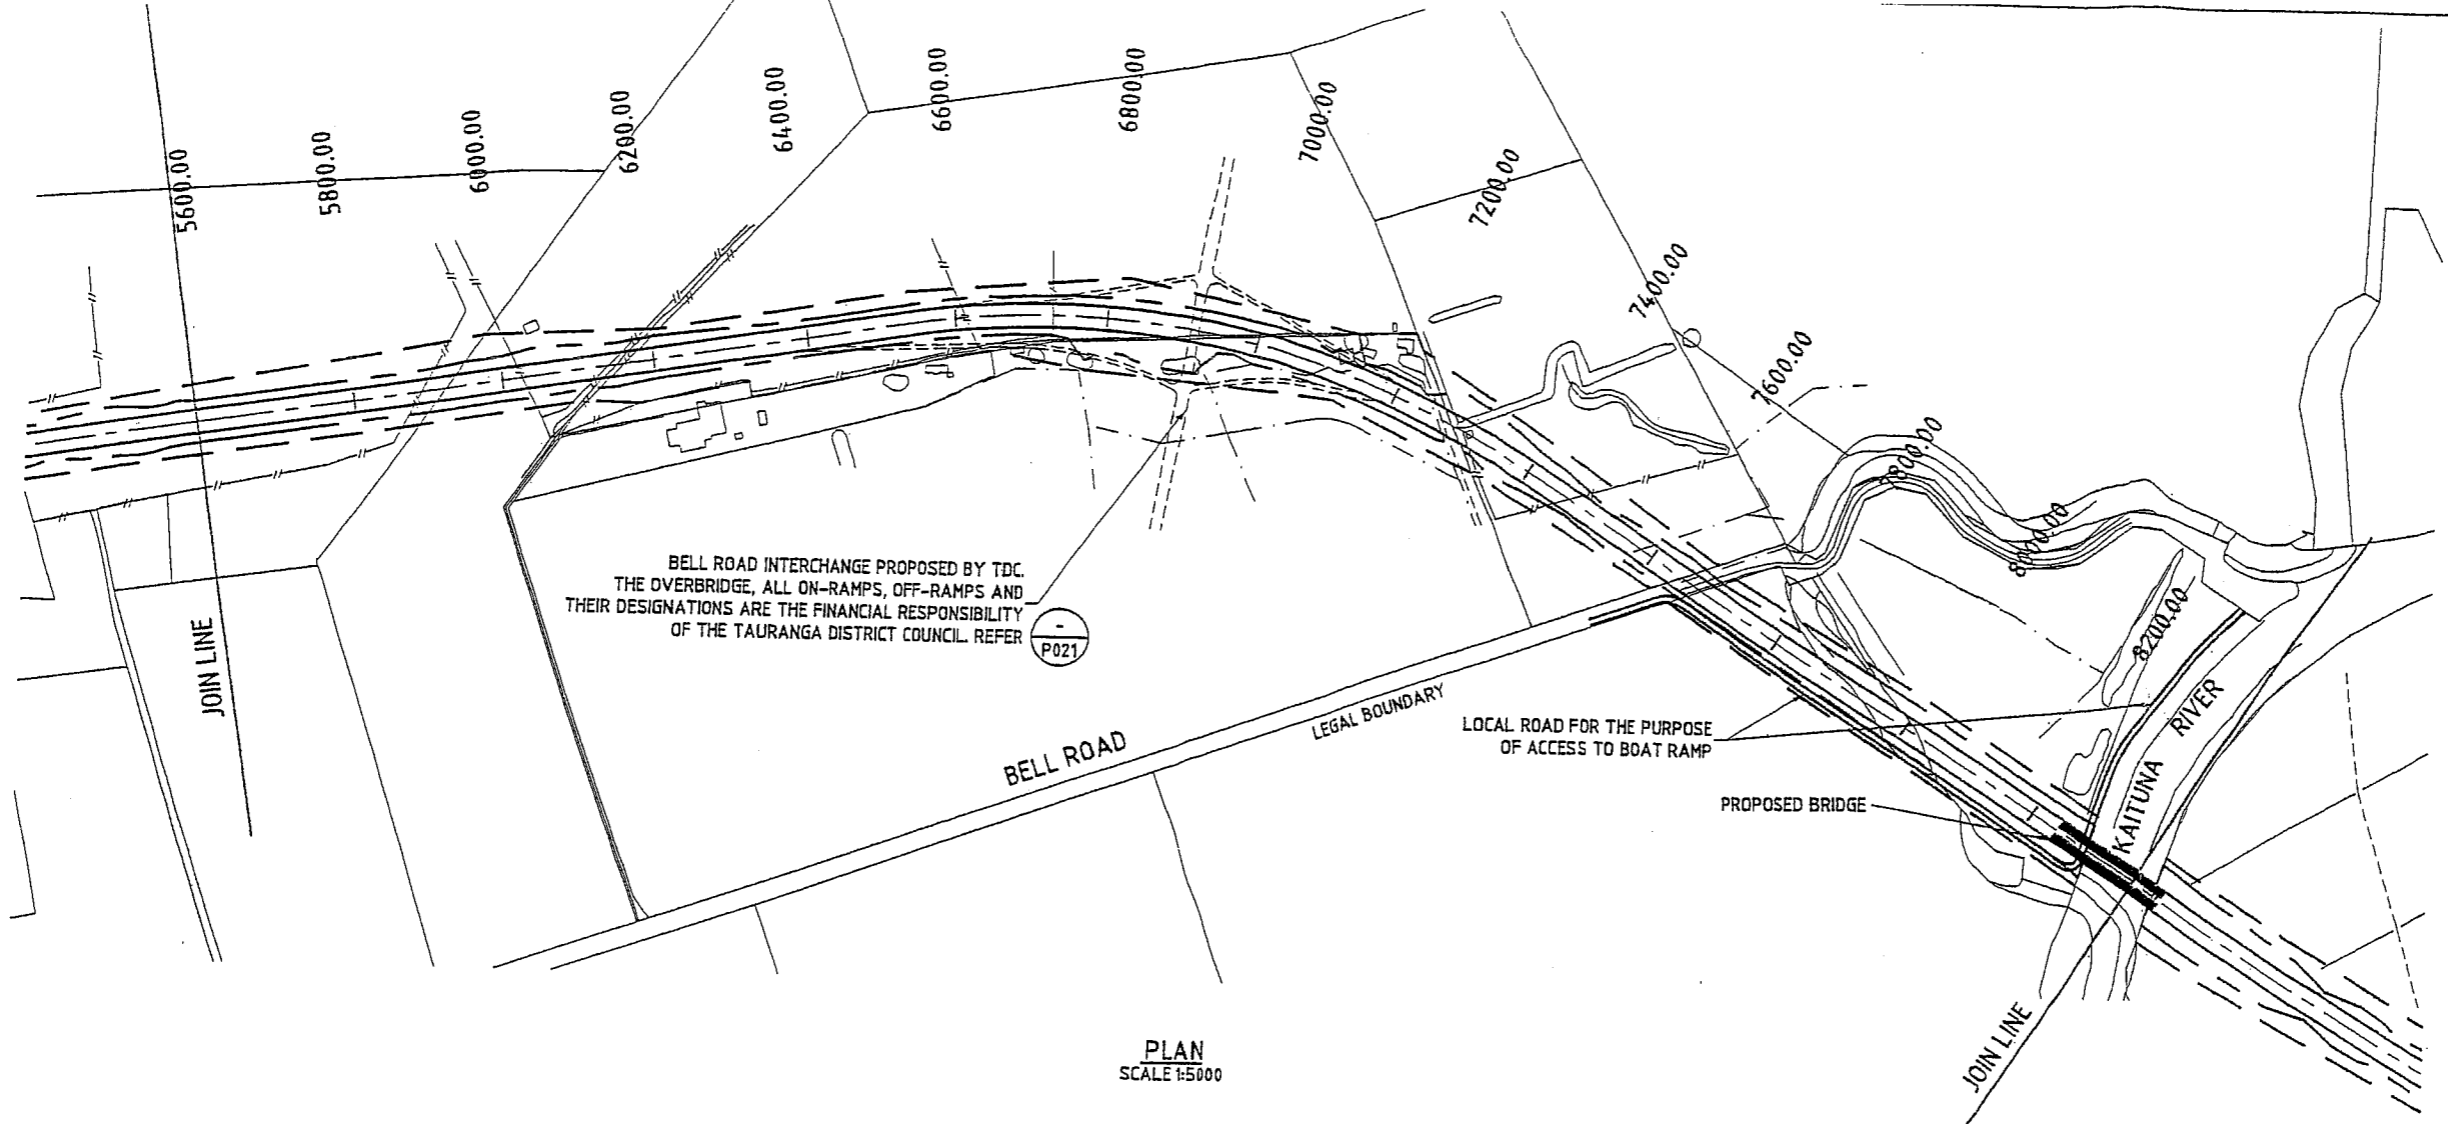 5600.00
5800.00
6000.00
6200.00
6400.00
6600.00
6800.00
7000.00
7200.00
7400.00
7600.00
7800.00
8000.00
8200.00
BELL ROAD INTERCHANGE PROPOSED BY TDC.
THE OVERBRIDGE, ALL ON-RAMPS, OFF-RAMPS AND
THEIR DESIGNATIONS ARE THE FINANCIAL RESPONSIBILITY
OF THE TAURANGA DISTRICT COUNCIL. REFER
-
P021
JOIN LINE
BELL ROAD
LEGAL BOUNDARY
LOCAL ROAD FOR THE PURPOSE
OF ACCESS TO BOAT RAMP
PROPOSED BRIDGE
KAITUNA RIVER
JOIN LINE
PLAN
SCALE 1:5000